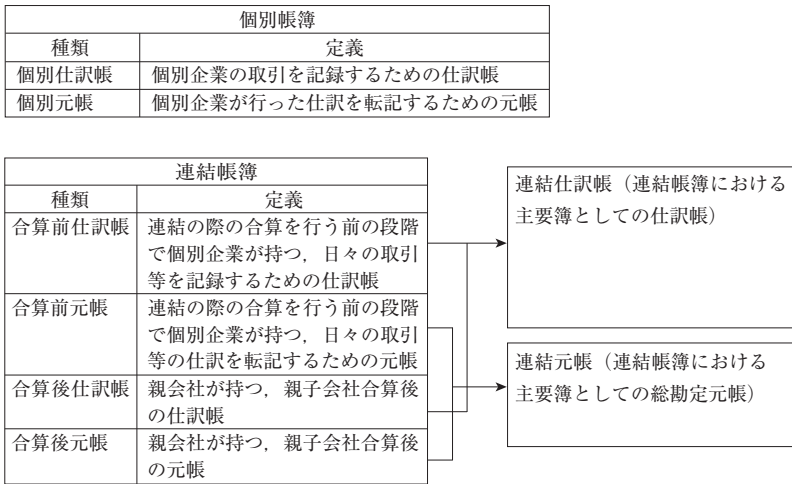 個別帳簿
種類 定義
個別仕訳帳 個別企業の取引を記録するための仕訳帳
個別元帳 個別企業が行った仕訳を転記するための元帳
連結帳簿
種類 定義
合算前仕訳帳 連結の際の合算を行う前の段階
で個別企業が持つ，日々の取引
等を記録するための仕訳帳
合算前元帳 連結の際の合算を行う前の段階
で個別企業が持つ，日々の取引
等の仕訳を転記するための元帳
合算後仕訳帳 親会社が持つ，親子会社合算後
の仕訳帳
合算後元帳 親会社が持つ，親子会社合算後
の元帳
連結仕訳帳（連結帳簿における
主要簿としての仕訳帳）
連結元帳（連結帳簿における
主要簿としての総勘定元帳）